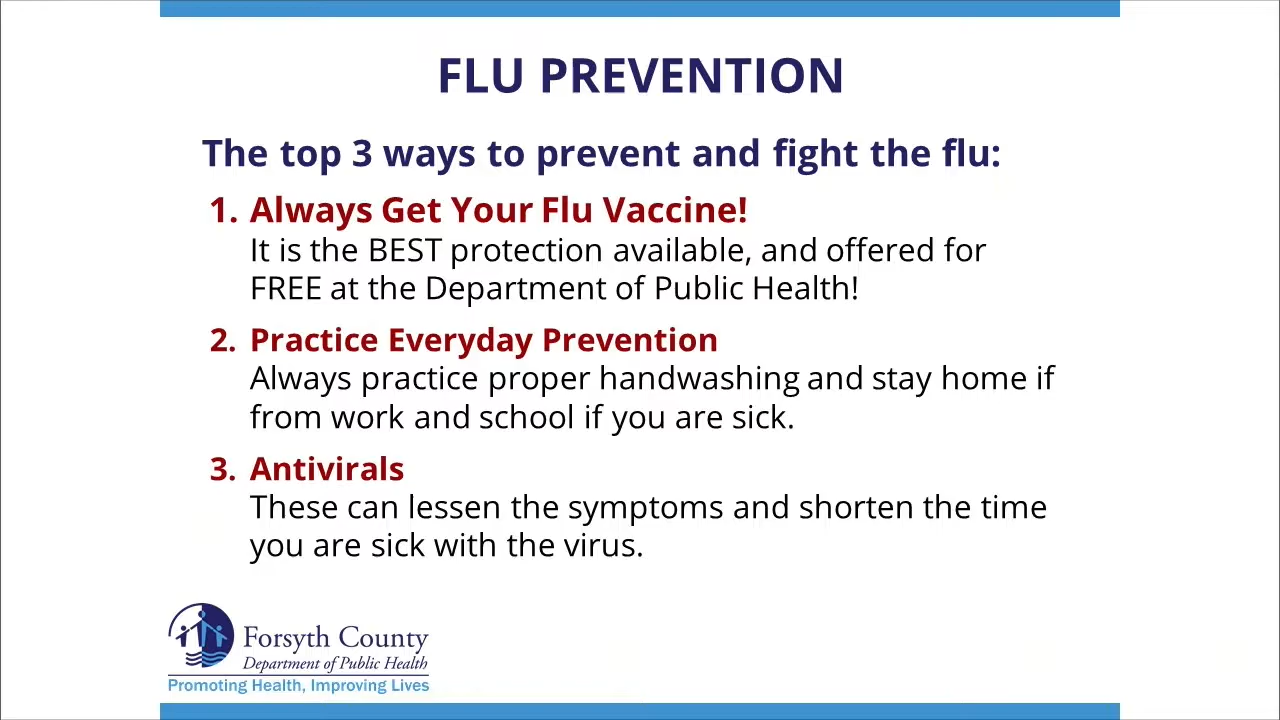 FLU PREVENTION
The top 3 ways to prevent and fight the flu:
1. Always Get Your Flu Vaccine!
It is the BEST protection available, and offered for
FREE at the Department of Public Health!
2. Practice Everyday Prevention
Always practice proper handwashing and stay home if
from work and school if you are sick.
3. Antivirals
These can lessen the symptoms and shorten the time
you are sick with the virus.
Forsyth County
Department of Public Health
Promoting Health, Improving Lives